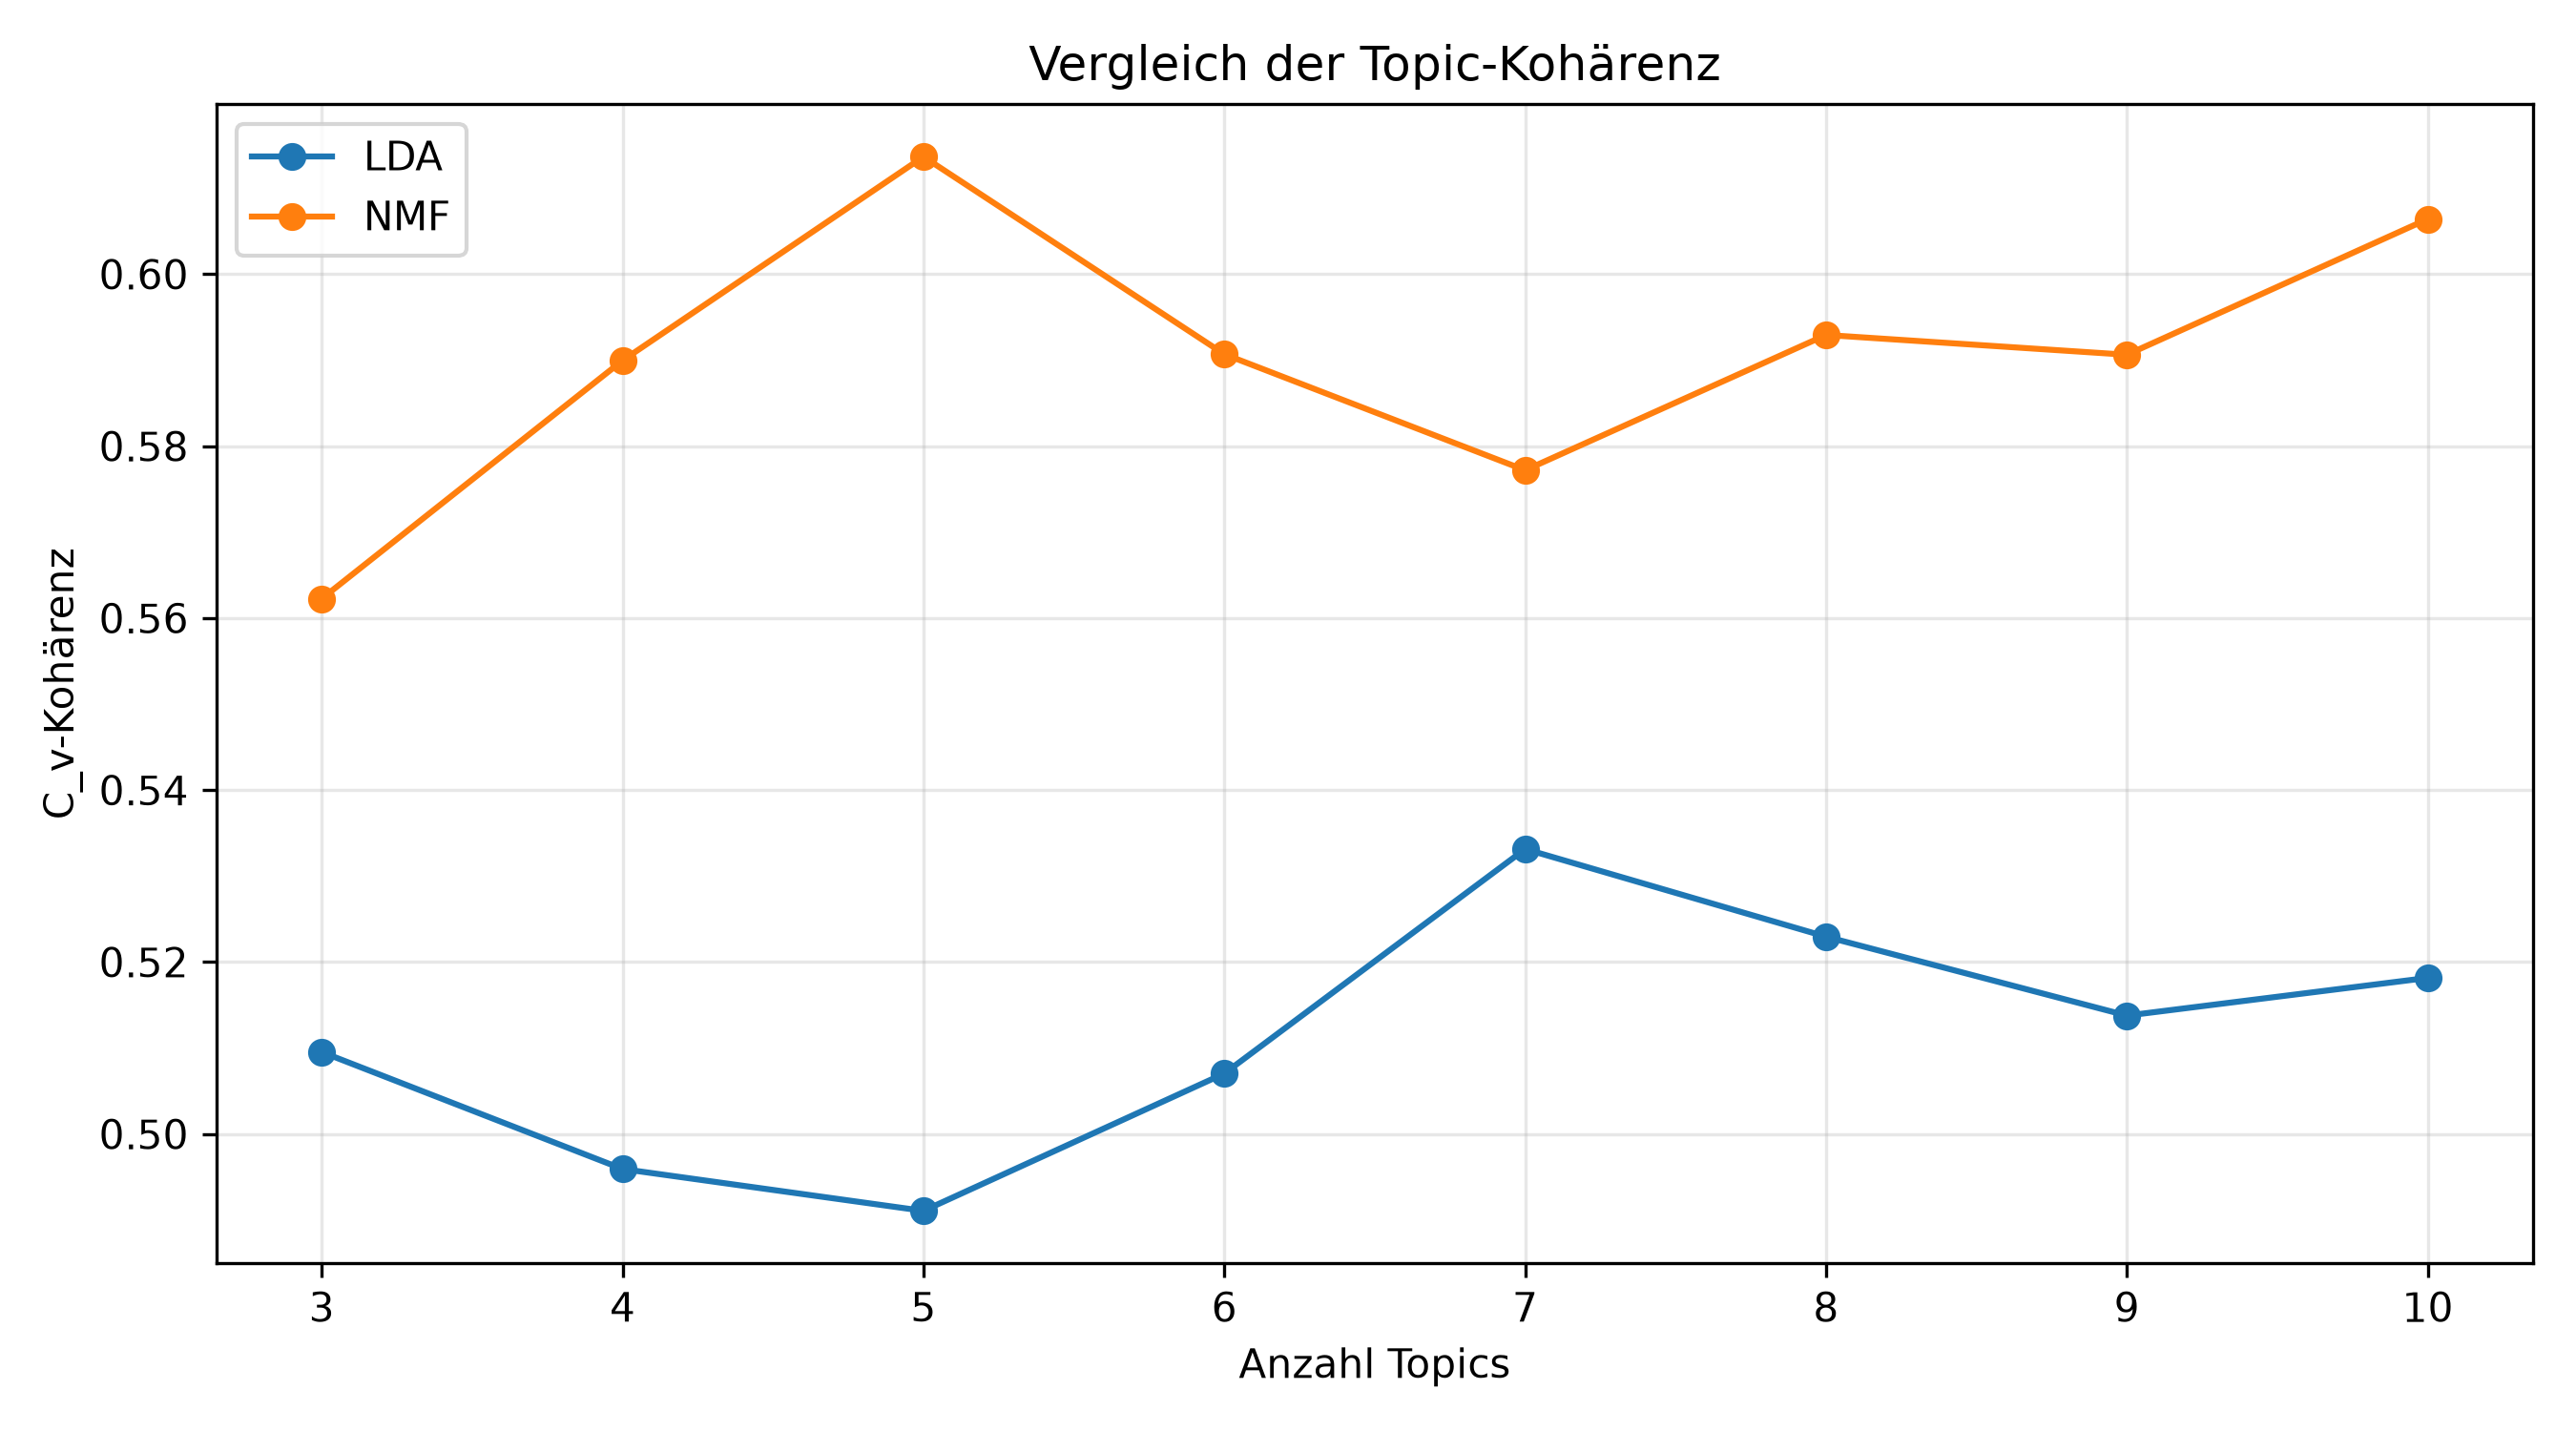 Vergleich der Topic-Kohärenz
LDA
NMF
0.60
0.58
0.56
0.54
0.52
0.50
C_v-Kohärenz
3 4 5 6 7 8 9 10
Anzahl Topics